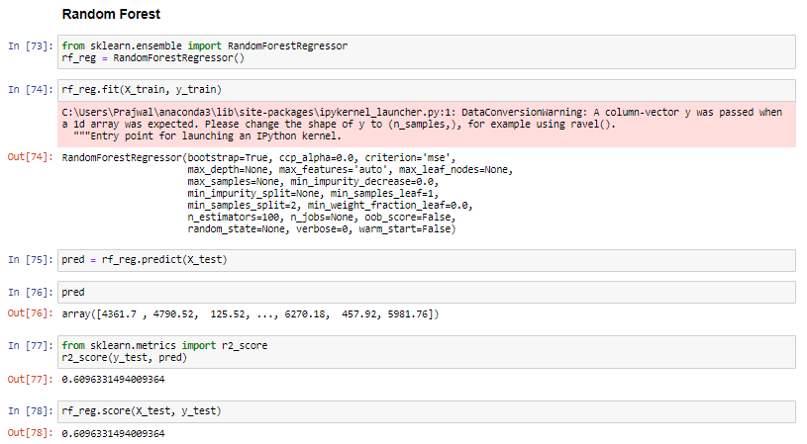 Random Forest
In [73]: from sklearn.ensemble import RandomForestRegressor
rf_reg = RandomForestRegressor()
In [74]: rf_reg.fit(X_train, y_train)
C:\Users\Prajwal\anaconda3\lib\site-packages\ipykernel_launcher.py:1: DataConversionWarning: A column-vector y was passed when
a 1d array was expected. Please change the shape of y to (n_samples,), for example using ravel().
"""Entry point for launching an IPython kernel.
Out[74]: RandomForestRegressor(bootstrap=True, ccp_alpha=0.0, criterion='mse',
max_depth=None, max_features='auto', max_leaf_nodes=None,
max_samples=None, min_impurity_decrease=0.0,
min_impurity_split=None, min_samples_leaf=1,
min_samples_split=2, min_weight_fraction_leaf=0.0,
n_estimators=100, n_jobs=None, oob_score=False,
random_state=None, verbose=0, warm_start=False)
In [75]: pred = rf_reg.predict(X_test)
In [76]: pred
Out[76]: array([4361.7 , 4790.52,  125.52, ..., 6270.18,  457.92, 5981.76])
In [77]: from sklearn.metrics import r2_score
r2_score(y_test, pred)
Out[77]: 0.6096331494009364
In [78]: rf_reg.score(X_test, y_test)
Out[78]: 0.6096331494009364